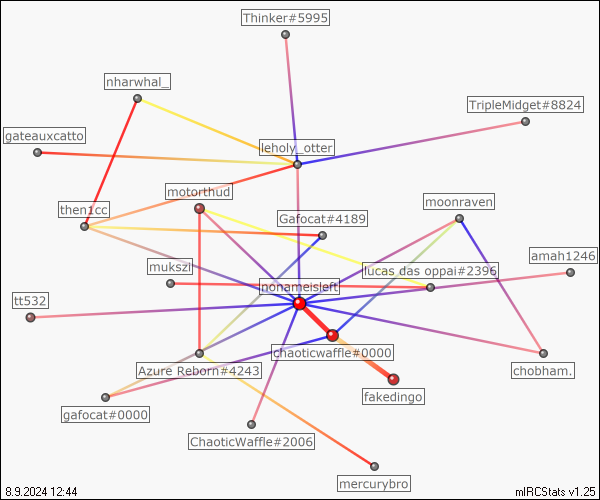 Thinker#5995
nharwhal_
TripleMidget#8824
gateauxcatto
leholy_otter
motorthud
then1cc
Gafocat#4189
moonraven
amah1246
mukszi
lucas das oppai#2396
nonameisleft
tt532
chaoticwaffle#0000
Azure Reborn#4243
chobham.
fakedingo
gafocat#0000
ChaoticWaffle#2006
mercurybro
8.9.2024 12:44
mIRCStats v1.25